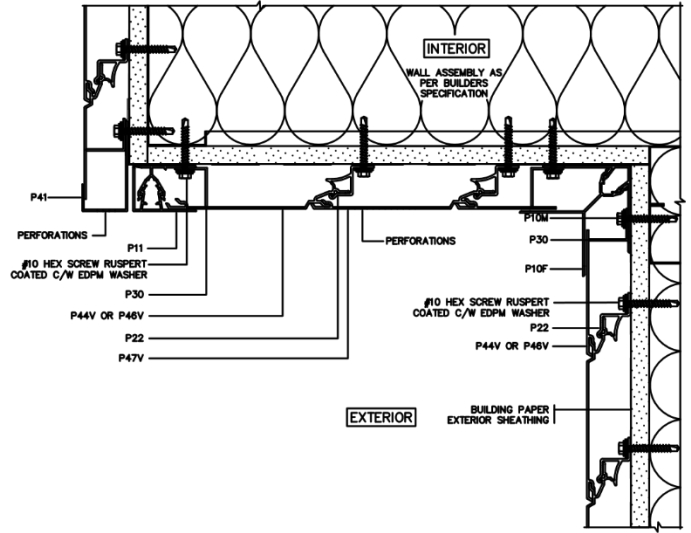 INTERIOR
WALL ASSEMBLY AS
PER BUILDERS
SPECIFICATION
P41
PERFORATIONS
P11
#10 HEX SCREW RUSPERT
COATED C/W EDPM WASHER
P30
P44V OR P46V
P22
P47V
PERFORATIONS
P10M
P30
P10F
#10 HEX SCREW RUSPERT
COATED C/W EDPM WASHER
P22
P44V OR P46V
EXTERIOR
BUILDING PAPER
EXTERIOR SHEATHING